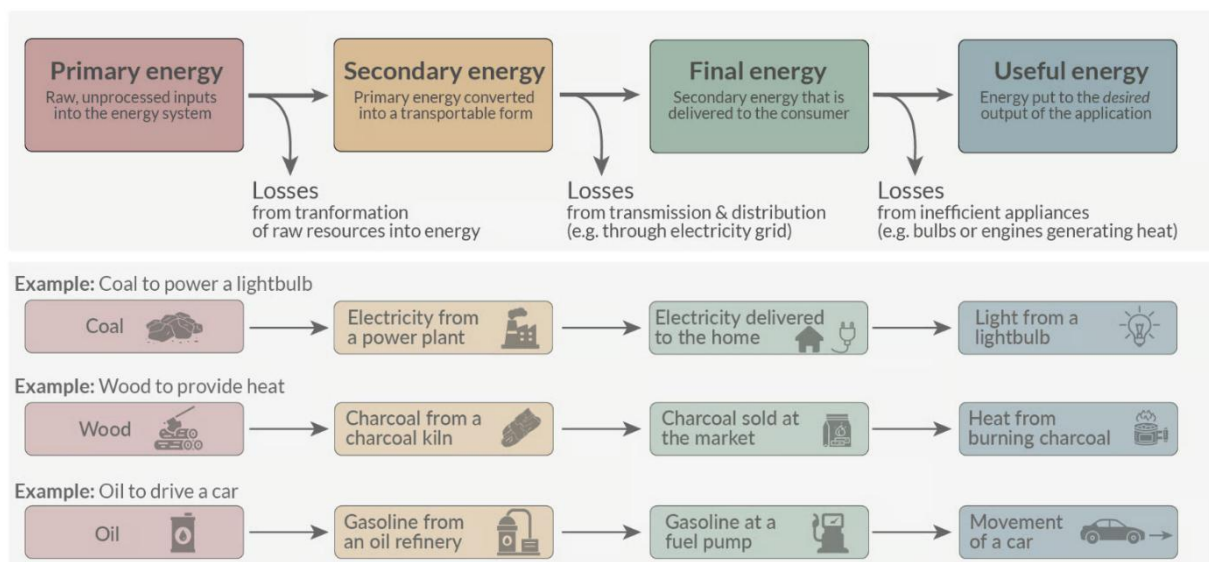 Primary energy
Raw, unprocessed inputs
into the energy system
Secondary energy
Primary energy converted
into a transportable form
Final energy
Secondary energy that is
delivered to the consumer
Useful energy
Energy put to the desired
output of the application
Losses
from tranformation
of raw resources into energy
Losses
from transmission & distribution
(e.g. through electricity grid)
Losses
from inefficient appliances
(e.g. bulbs or engines generating heat)
Example: Coal to power a lightbulb
Coal
Electricity from
a power plant
Electricity delivered
to the home
Light from a
lightbulb
Example: Wood to provide heat
Wood
Charcoal from a
charcoal kiln
Charcoal sold at
the market
Heat from
burning charcoal
Example: Oil to drive a car
Oil
Gasoline from
an oil refinery
Gasoline at a
fuel pump
Movement
of a car